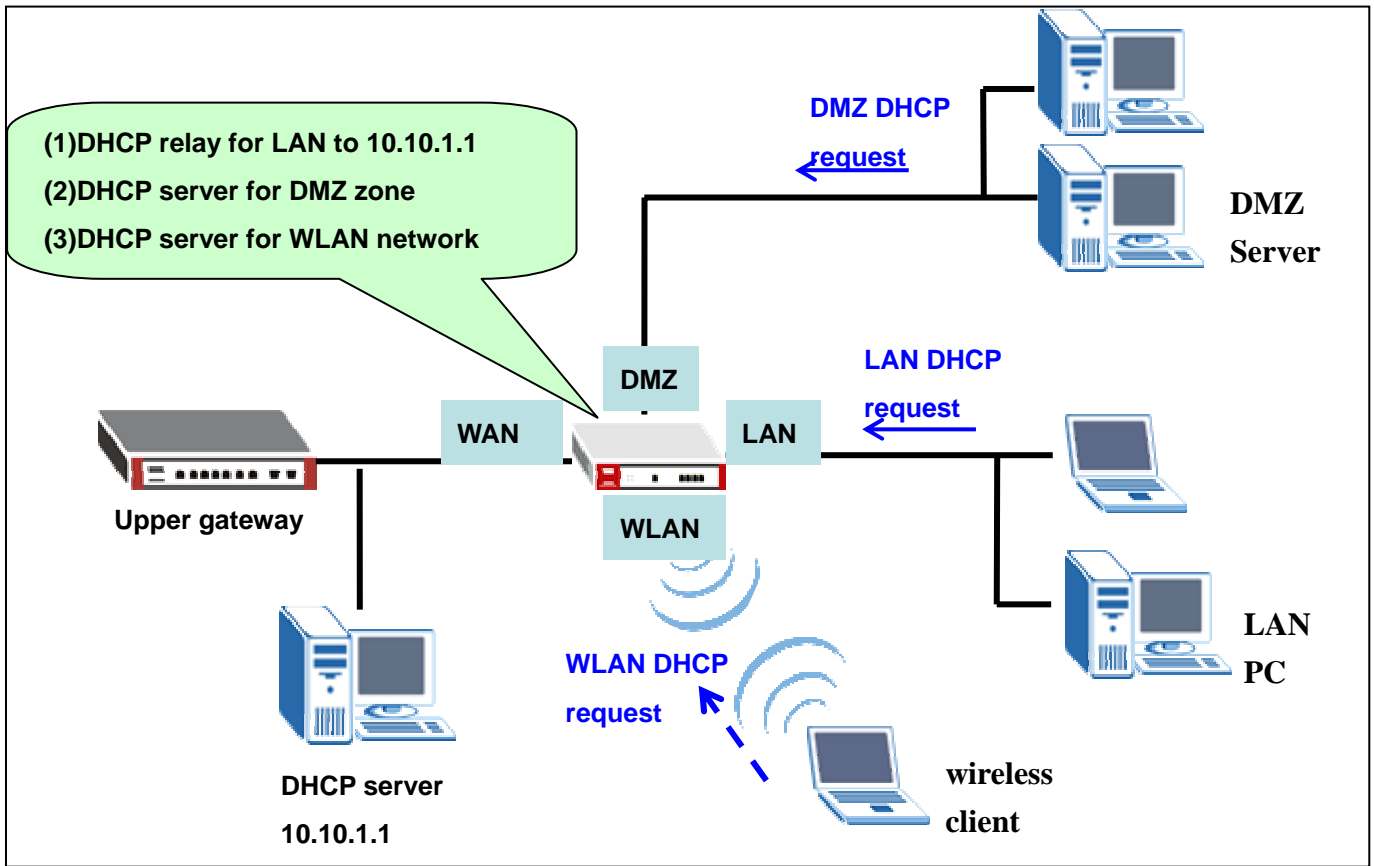 (1)DHCP relay for LAN to 10.10.1.1
(2)DHCP server for DMZ zone
(3)DHCP server for WLAN network
DMZ DHCP
request
DMZ
Server
DMZ
LAN DHCP
request
WAN
LAN
Upper gateway
WLAN
LAN
PC
WLAN DHCP
request
DHCP server
10.10.1.1
wireless
client